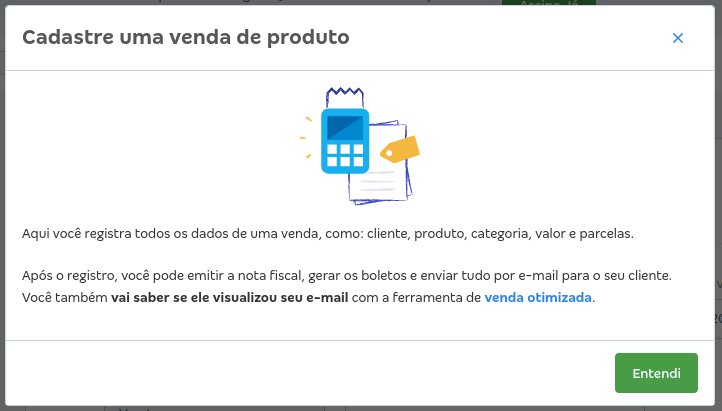 Assine Já
Cadastre uma venda de produto
Aqui você registra todos os dados de uma venda, como: cliente, produto, categoria, valor e parcelas.
Após o registro, você pode emitir a nota fiscal, gerar os boletos e enviar tudo por e-mail para o seu cliente.
Você também vai saber se ele visualizou seu e-mail com a ferramenta de venda otimizada.
Entendi